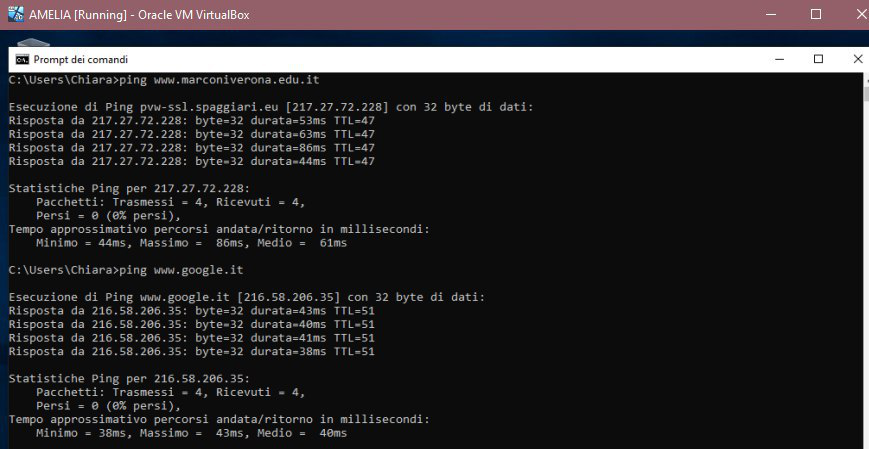 AMELIA [Running] - Oracle VM VirtualBox
Prompt dei comandi
C:\Users\Chiara>ping www.marconiverona.edu.it
Esecuzione di Ping pvw-ssl.spaggiari.eu [217.27.72.228] con 32 byte di dati:
Risposta da 217.27.72.228: byte=32 durata=53ms TTL=47
Risposta da 217.27.72.228: byte=32 durata=63ms TTL=47
Risposta da 217.27.72.228: byte=32 durata=86ms TTL=47
Risposta da 217.27.72.228: byte=32 durata=44ms TTL=47
Statistiche Ping per 217.27.72.228:
Pacchetti: Trasmessi = 4, Ricevuti = 4,
Persi = 0 (0% persi),
Tempo approssimativo percorsi andata/ritorno in millisecondi:
Minimo = 44ms, Massimo =  86ms, Medio =  61ms
C:\Users\Chiara>ping www.google.it
Esecuzione di Ping www.google.it [216.58.206.35] con 32 byte di dati:
Risposta da 216.58.206.35: byte=32 durata=43ms TTL=51
Risposta da 216.58.206.35: byte=32 durata=40ms TTL=51
Risposta da 216.58.206.35: byte=32 durata=41ms TTL=51
Risposta da 216.58.206.35: byte=32 durata=38ms TTL=51
Statistiche Ping per 216.58.206.35:
Pacchetti: Trasmessi = 4, Ricevuti = 4,
Persi = 0 (0% persi),
Tempo approssimativo percorsi andata/ritorno in millisecondi:
Minimo = 38ms, Massimo =  43ms, Medio =  40ms